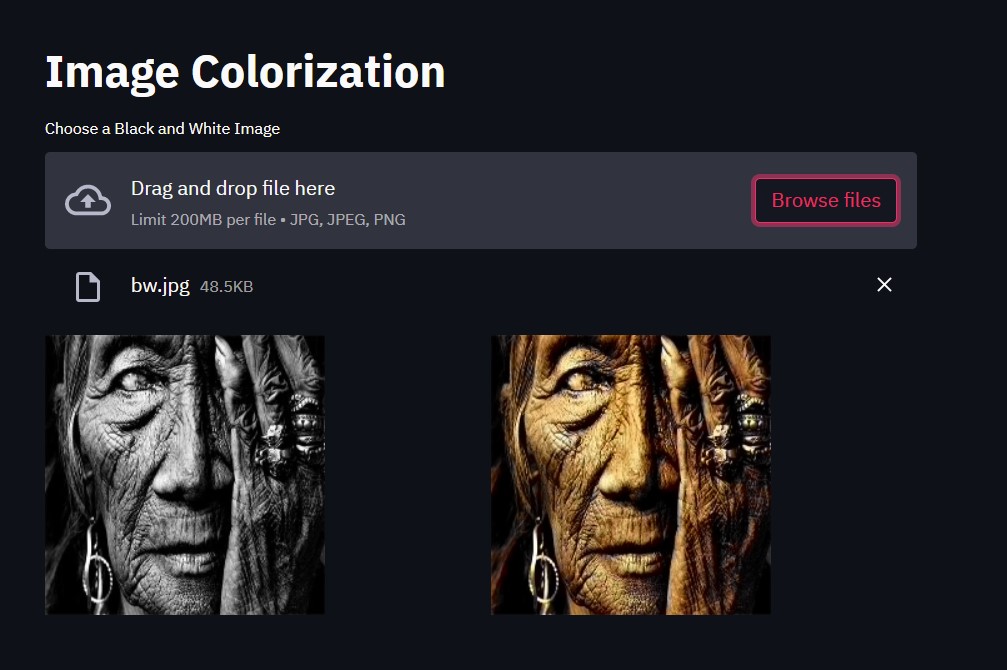 Image Colorization
Choose a Black and White Image
Drag and drop file here
Limit 200MB per file • JPG, JPEG, PNG
Browse files
bw.jpg 48.5KB